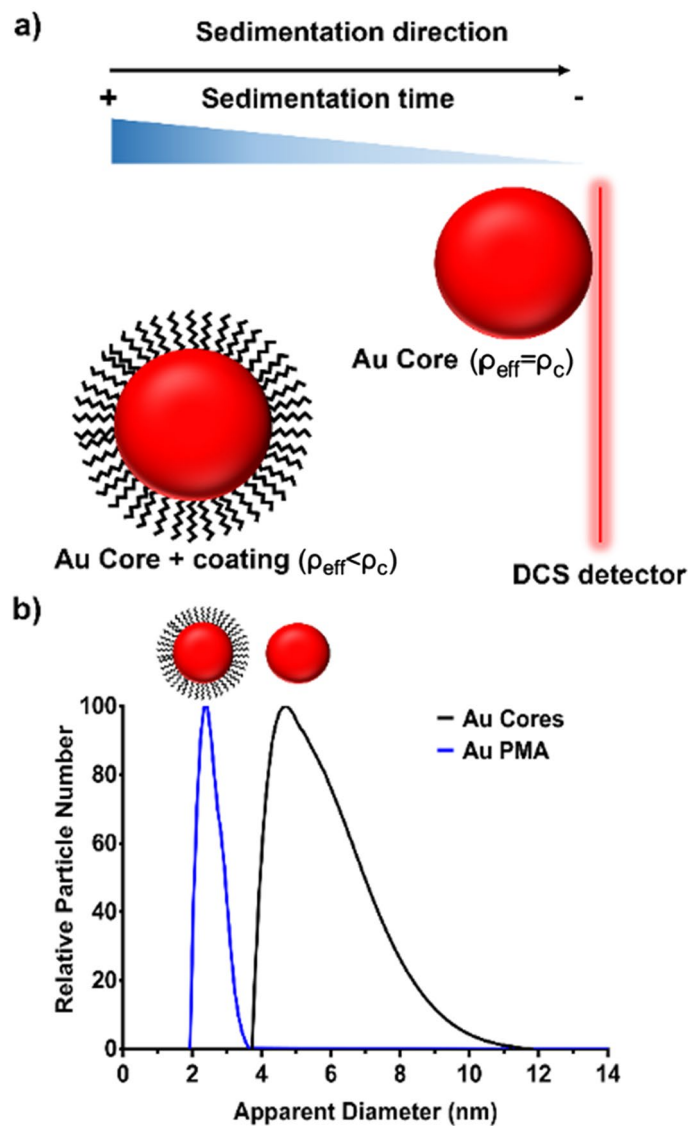 a)
Sedimentation direction
+ Sedimentation time -
Au Core (ρeff=ρc)
Au Core + coating (ρeff<ρc)
DCS detector
b)
100
80
60
40
20
0
Relative Particle Number
Au Cores
Au PMA
0 2 4 6 8 10 12 14
Apparent Diameter (nm)